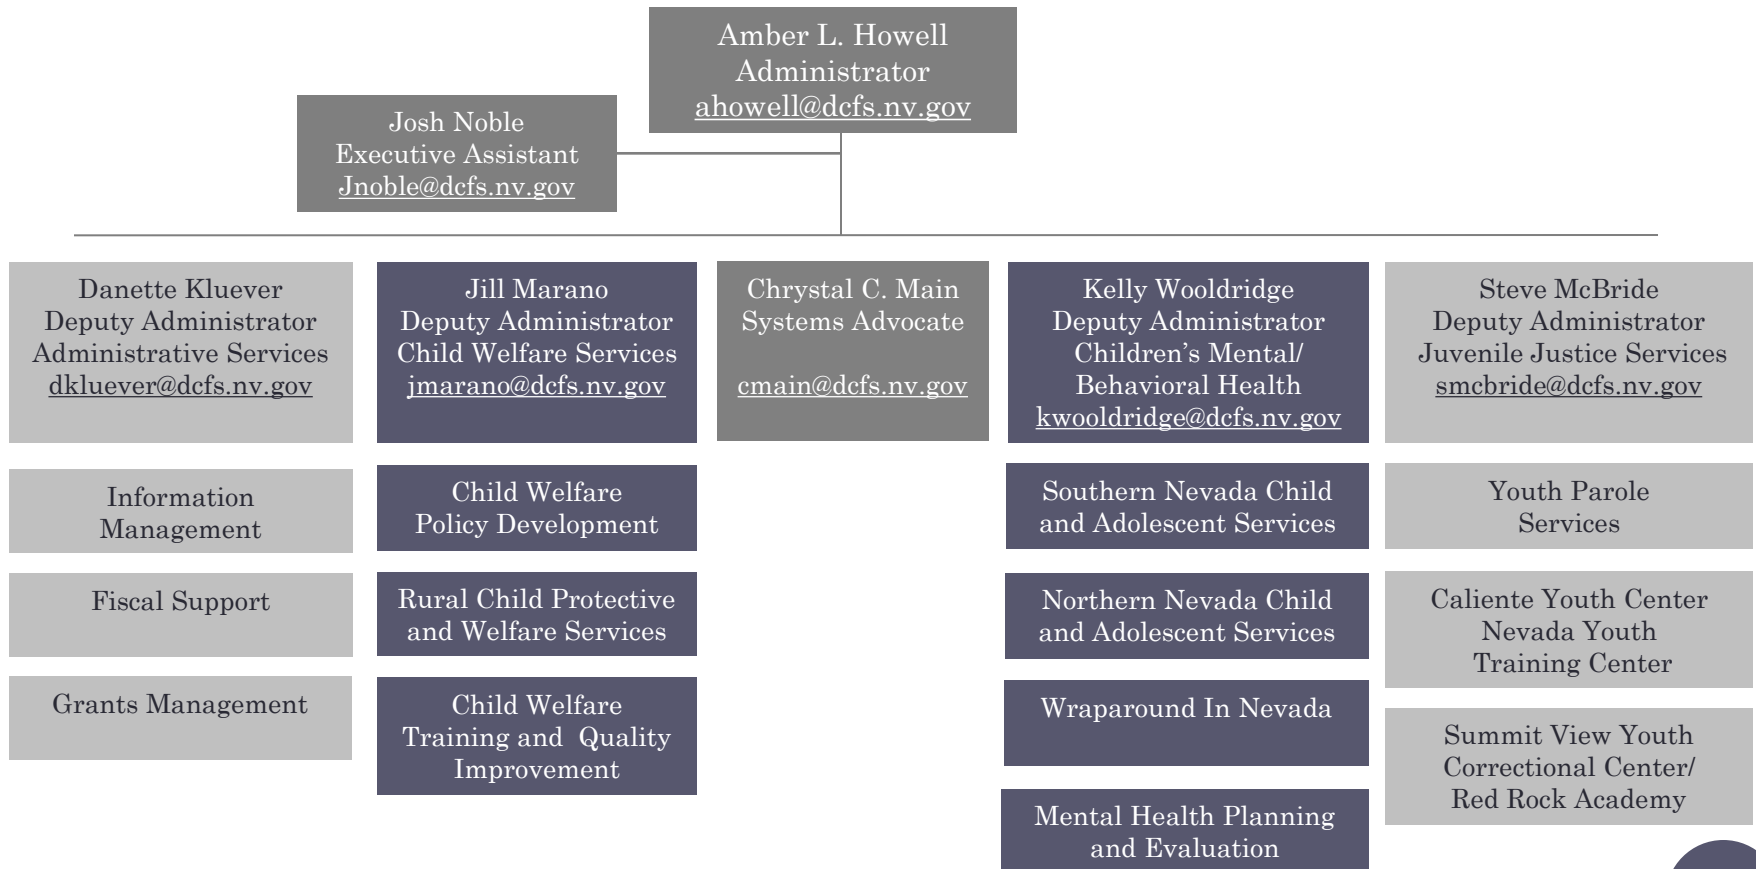 Amber L. Howell
Administrator
ahowell@dcfs.nv.gov
Josh Noble
Executive Assistant
Jnoble@dcfs.nv.gov
Danette Kluever
Deputy Administrator
Administrative Services
dkluever@dcfs.nv.gov
Jill Marano
Deputy Administrator
Child Welfare Services
jmarano@dcfs.nv.gov
Chrystal C. Main
Systems Advocate
cmain@dcfs.nv.gov
Kelly Wooldridge
Deputy Administrator
Children’s Mental/
Behavioral Health
kwooldridge@dcfs.nv.gov
Steve McBride
Deputy Administrator
Juvenile Justice Services
smcbride@dcfs.nv.gov
Information
Management
Fiscal Support
Grants Management
Child Welfare
Policy Development
Rural Child Protective
and Welfare Services
Child Welfare
Training and  Quality
Improvement
Southern Nevada Child
and Adolescent Services
Northern Nevada Child
and Adolescent Services
Wraparound In Nevada
Mental Health Planning
and Evaluation
Youth Parole
Services
Caliente Youth Center
Nevada Youth
Training Center
Summit View Youth
Correctional Center/
Red Rock Academy